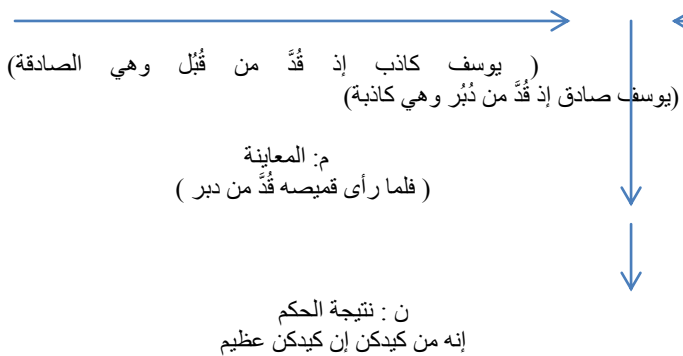 ( يوسف كاذب إذ قُدَّ من قُبُل وهي الصادقة)
(يوسف صادق إذ قُدَّ من دُبُر وهي كاذبة)
م: المعاينة
( فلما رأى قميصه قُدَّ من دبر )
ن : نتيجة الحكم
إنه من كيدكن إن كيدكن عظيم